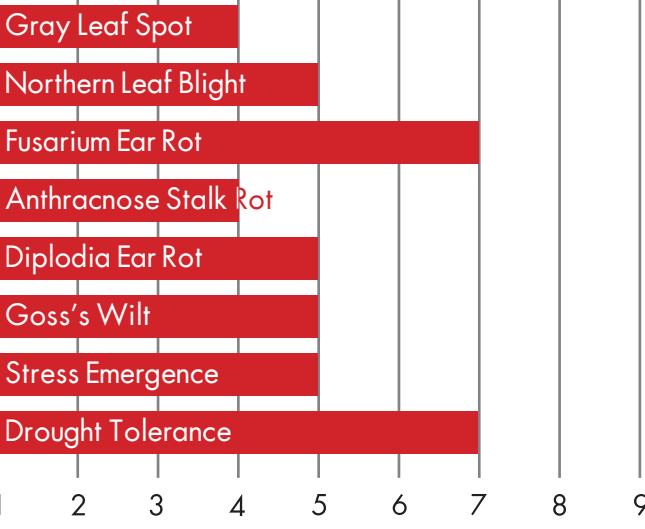 Gray Leaf Spot
Northern Leaf Blight
Fusarium Ear Rot
Anthracnose Stalk Rot
Diplodia Ear Rot
Goss’s Wilt
Stress Emergence
Drought Tolerance
2 3 4 5 6 7 8 9